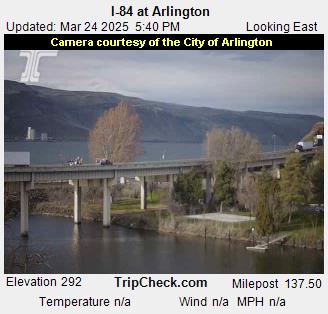 I-84 at Arlington
Updated: Mar 24 2025 5:40 PM Looking East
Camera courtesy of the City of Arlington
Elevation 292 TripCheck.com Milepost 137.50
Temperature n/a Wind n/a MPH n/a